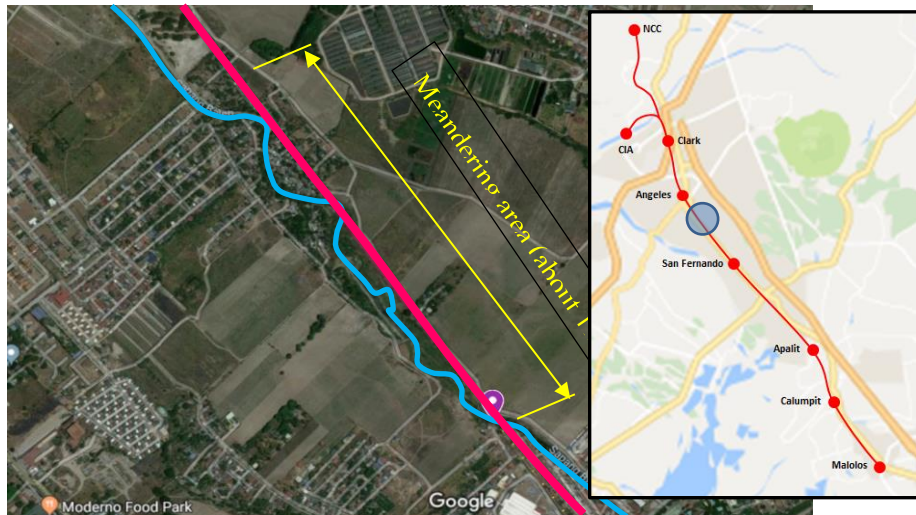 Meandering area (about
Moderno Food Park
Google
NCC
CIA
Clark
Angeles
San Fernando
Apalit
Calumpit
Malolos